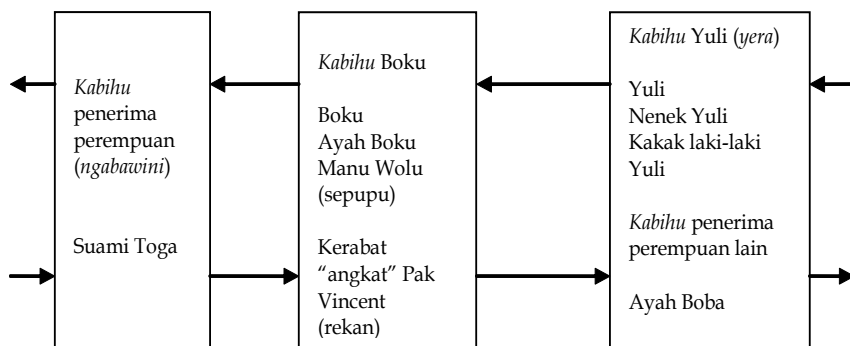 Kabihu
penerima
perempuan
(ngabawini)
Suami Toga
Kabihu Boku
Boku
Ayah Boku
Manu Wolu
(sepupu)
Kerabat
“angkat” Pak
Vincent
(rekan)
Kabihu Yuli (yera)
Yuli
Nenek Yuli
Kakak laki-laki
Yuli
Kabihu penerima
perempuan lain
Ayah Boba